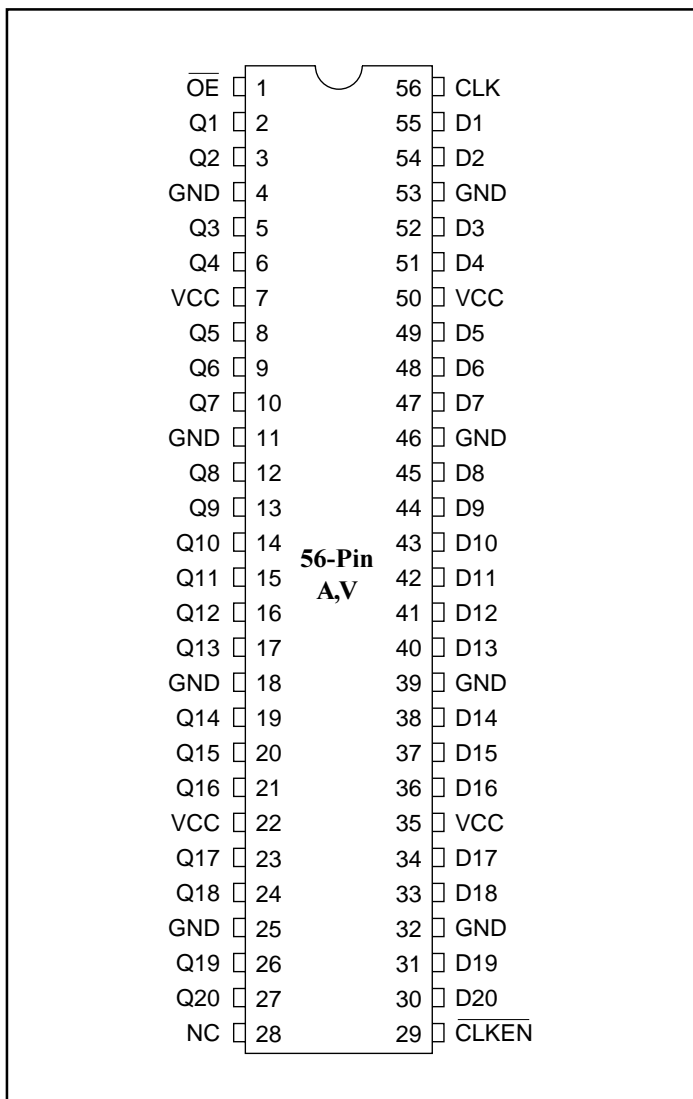 O̅E̅ 1 56 CLK
Q1 2 55 D1
Q2 3 54 D2
GND 4 53 GND
Q3 5 52 D3
Q4 6 51 D4
VCC 7 50 VCC
Q5 8 49 D5
Q6 9 48 D6
Q7 10 47 D7
GND 11 46 GND
Q8 12 45 D8
Q9 13 44 D9
Q10 14 43 D10
56-Pin
Q11 15 42 D11
A,V
Q12 16 41 D12
Q13 17 40 D13
GND 18 39 GND
Q14 19 38 D14
Q15 20 37 D15
Q16 21 36 D16
VCC 22 35 VCC
Q17 23 34 D17
Q18 24 33 D18
GND 25 32 GND
Q19 26 31 D19
Q20 27 30 D20
NC 28 29 C̅L̅K̅E̅N̅